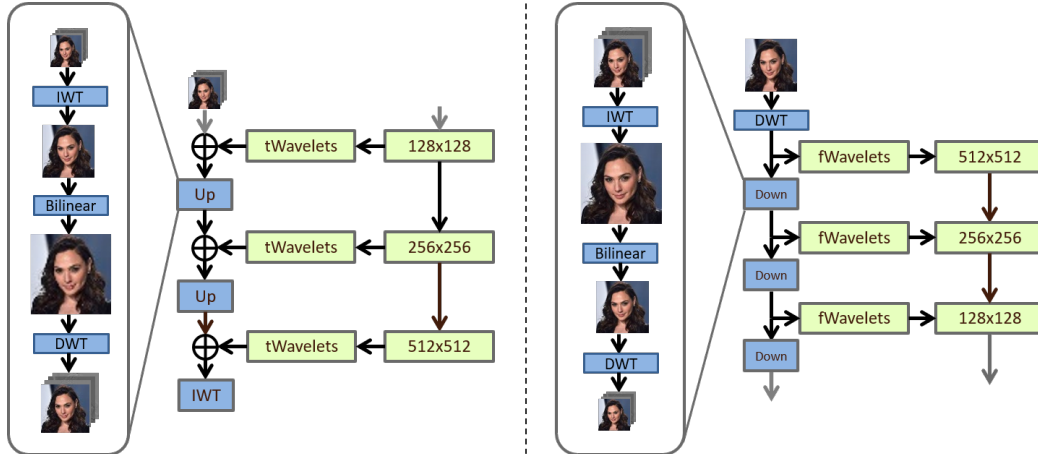 IWT
Bilinear
DWT
tWavelets
128x128
Up
tWavelets
256x256
Up
tWavelets
512x512
IWT
IWT
Bilinear
DWT
DWT
fWavelets
512x512
Down
fWavelets
256x256
Down
fWavelets
128x128
Down